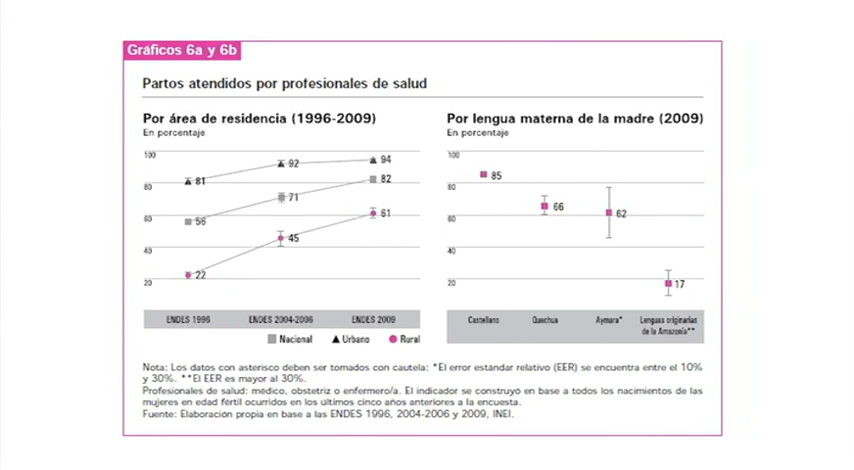 Gráficos 6a y 6b
Partos atendidos por profesionales de salud
Por área de residencia (1996-2009)
En porcentaje
100
80
60
40
20
81
92
94
56
71
82
22
45
61
ENDES 1996 ENDES 2004-2006 ENDES 2009
Nacional Urbano Rural
Por lengua materna de la madre (2009)
En porcentaje
100
80
60
40
20
85
66
62
17
Castellano Quechua Aymara* Lenguas originarias
de la Amazonía**
Nota: Los datos con asterisco deben ser tomados con cautela: *El error estándar relativo (EER) se encuentra entre el 10%
y 30%. **El EER es mayor al 30%.
Profesionales de salud: médico, obstetriz o enfermero/a. El indicador se construyó en base a todos los nacimientos de las
mujeres en edad fértil ocurridos en los últimos cinco años anteriores a la encuesta.
Fuente: Elaboración propia en base a las ENDES 1996, 2004-2006 y 2009, INEI.